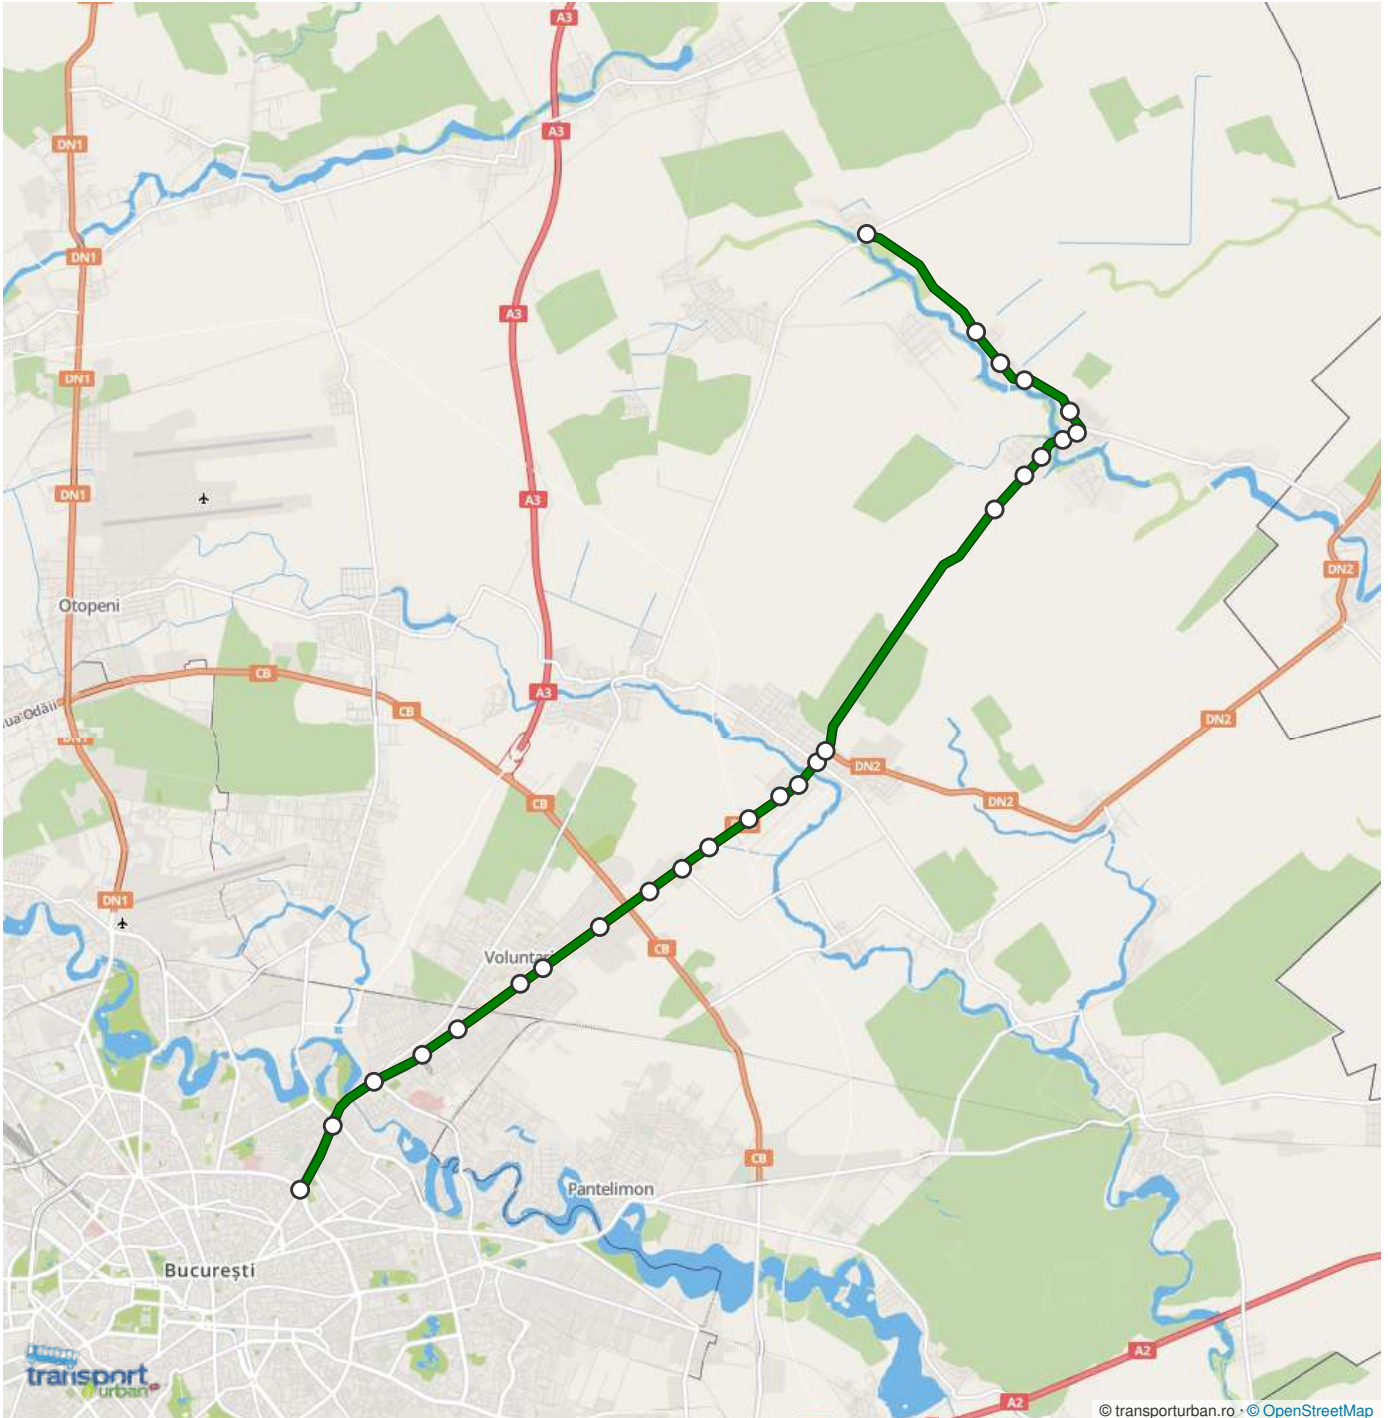 A3
DN1
A3
DN1
A3
DN1
DN1
A3
DN2
Otopeni
CB
A3
CB
DN2
DN2
DN2
CB
DN1
CB
Voluntari
CB
Pantelimon
București
transport
urban
A2
A2
© transporturban.ro · © OpenStreetMap